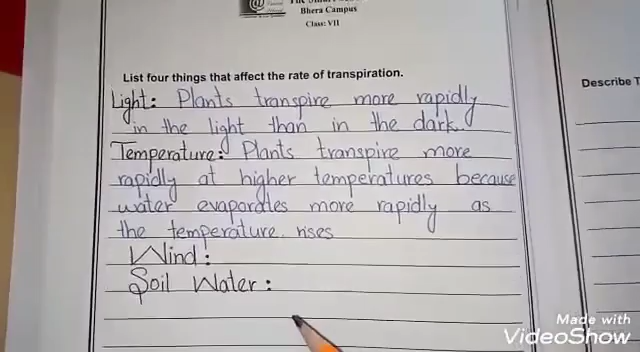 Bhera Campus
Class: VII
List four things that affect the rate of transpiration.
Describe T
Light: Plants transpire more rapidly
in the light than in the dark.
Temperature: Plants transpire more
rapidly at higher temperatures because
water evaporates more rapidly as
the temperature rises
Wind:
Soil Water:
Made with
VideoShow